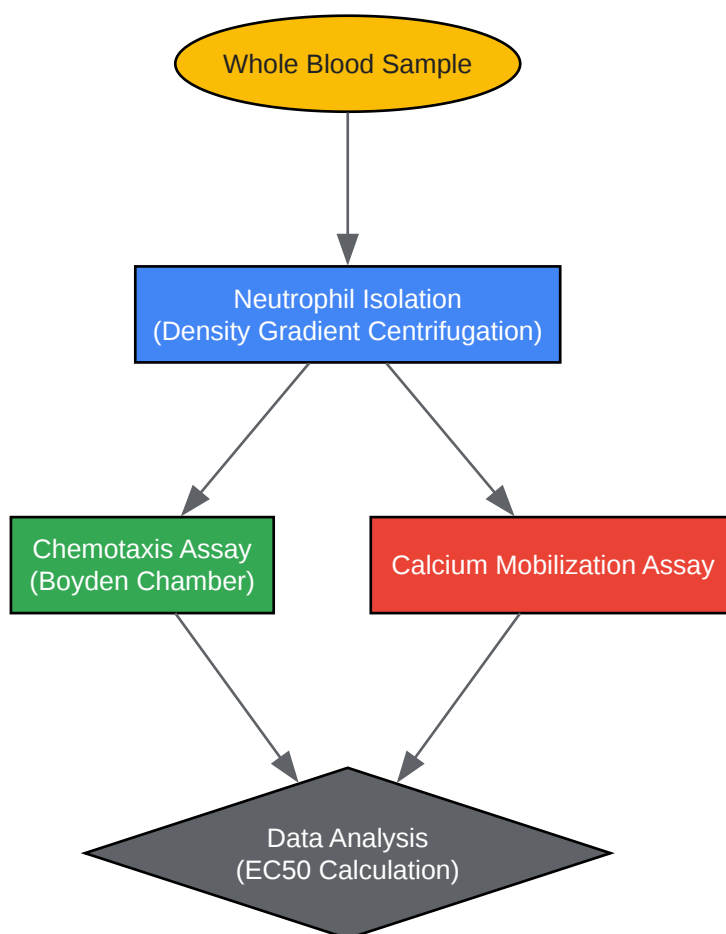 Whole Blood Sample
Neutrophil Isolation
(Density Gradient Centrifugation)
Chemotaxis Assay
(Boyden Chamber)
Calcium Mobilization Assay
Data Analysis
(EC50 Calculation)